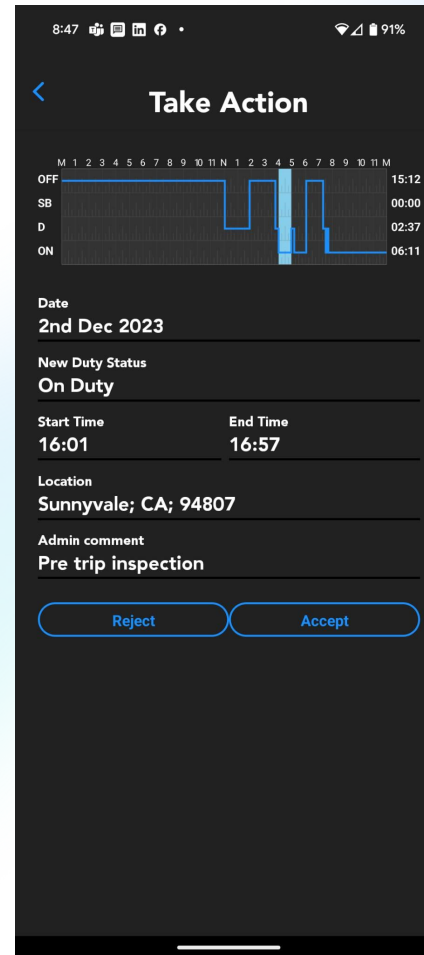 8:47 91%
Take Action
M 1 2 3 4 5 6 7 8 9 10 11 N 1 2 3 4 5 6 7 8 9 10 11 M
OFF 15:12
SB 00:00
D 02:37
ON 06:11
Date
2nd Dec 2023
New Duty Status
On Duty
Start Time End Time
16:01 16:57
Location
Sunnyvale; CA; 94807
Admin comment
Pre trip inspection
Reject Accept